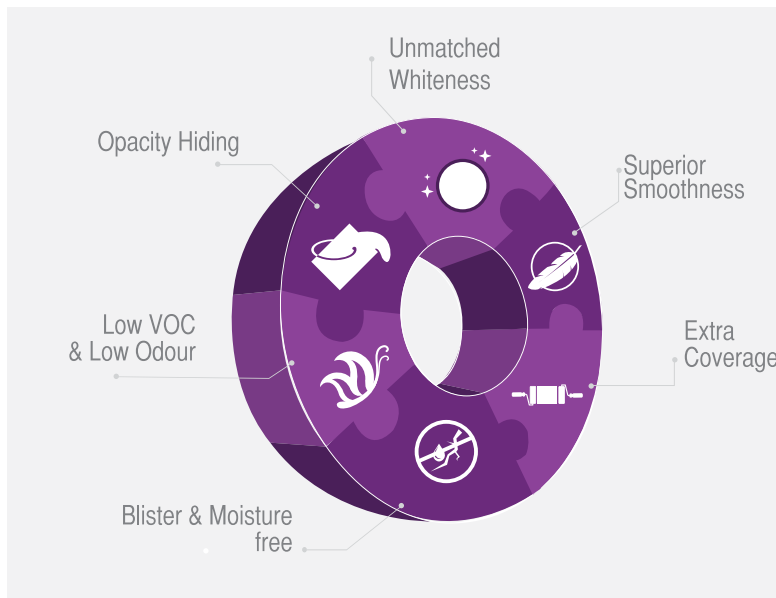 Unmatched
Whiteness
Opacity Hiding
Superior
Smoothness
Low VOC
& Low Odour
Extra
Coverage
Blister & Moisture
free